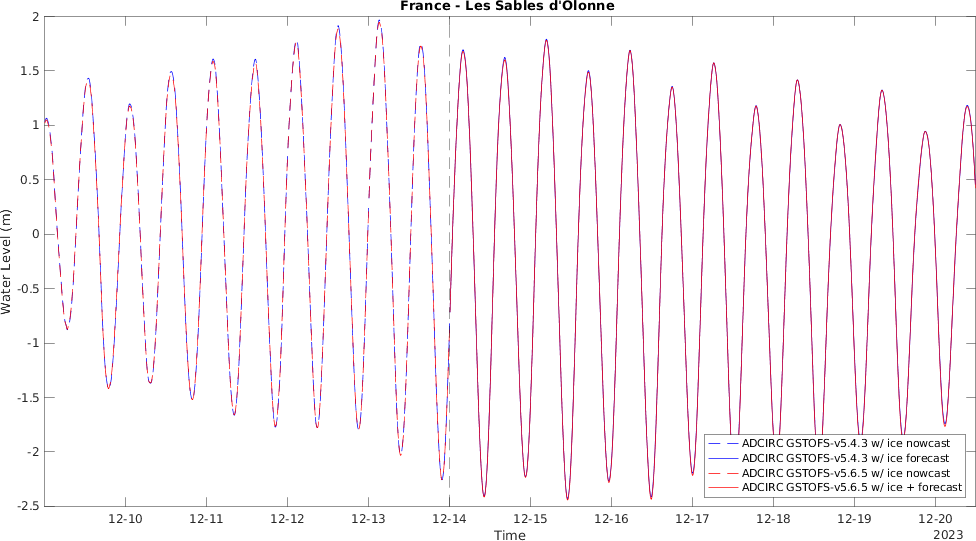 France - Les Sables d'Olonne
2
1.5
1
0.5
0
-0.5
-1
-1.5
-2
-2.5
Water Level (m)
ADCIRC GSTOFS-v5.4.3 w/ ice nowcast
ADCIRC GSTOFS-v5.4.3 w/ ice forecast
ADCIRC GSTOFS-v5.6.5 w/ ice nowcast
ADCIRC GSTOFS-v5.6.5 w/ ice + forecast
12-10 12-11 12-12 12-13 12-14 12-15 12-16 12-17 12-18 12-19 12-20
Time
2023